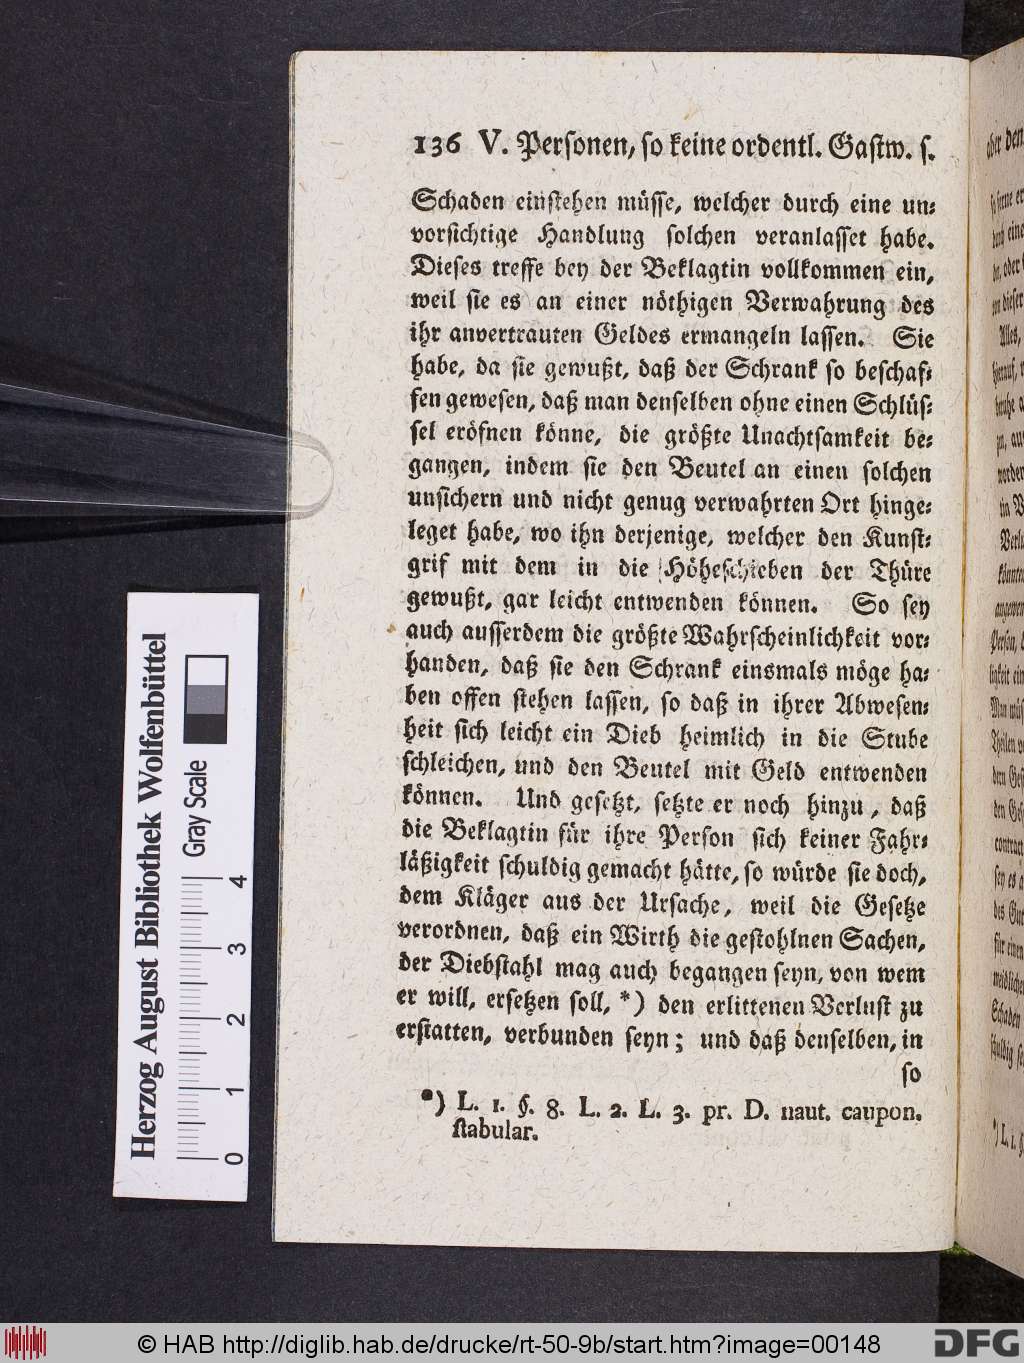 136 V. Personen, so keine ordentl. Gastw. s.
Schaden einstehen müsse, welcher durch eine un⸗
vorsichtige Handlung solchen veranlasset habe.
Dieses treffe bey der Beklagtin vollkommen ein,
weil sie es an einer nöthigen Verwahrung des
ihr anvertrauten Geldes ermangeln lassen. Sie
habe, da sie gewußt, daß der Schrank so beschaf⸗
fen gewesen, daß man denselben ohne einen Schlüs⸗
sel eröfnen könne, die größte Unachtsamkeit be⸗
gangen, indem sie den Beutel an einen solchen
unsichern und nicht genug verwahrten Ort hinge⸗
leget habe, wo ihn derjenige, welcher den Kunst⸗
grif mit dem in die Höheschieben der Thüre
gewußt, gar leicht entwenden können. So sey
auch ausserdem die größte Wahrscheinlichkeit vor⸗
handen, daß sie den Schrank einsmals möge ha⸗
ben offen stehen lassen, so daß in ihrer Abwesen⸗
heit sich leicht ein Dieb heimlich in die Stube
schleichen, und den Beutel mit Geld entwenden
können. Und gesetzt, setzte er noch hinzu, daß
die Beklagtin für ihre Person sich keiner Fahr⸗
läßigkeit schuldig gemacht hätte, so würde sie doch,
dem Kläger aus der Ursache, weil die Gesetze
verordnen, daß ein Wirth die gestohlnen Sachen,
der Diebstahl mag auch begangen seyn, von wem
er will, ersetzen soll, *) den erlittenen Verlust zu
erstatten, verbunden seyn; und daß denselben, in
so
*) L. 1. §. 8. L. 2. L. 3. pr. D. naut. caupon.
stabular.
Herzog August Bibliothek Wolfenbüttel
Gray Scale
0 1 2 3 4
© HAB http://diglib.hab.de/drucke/rt-50-9b/start.htm?image=00148
DFG